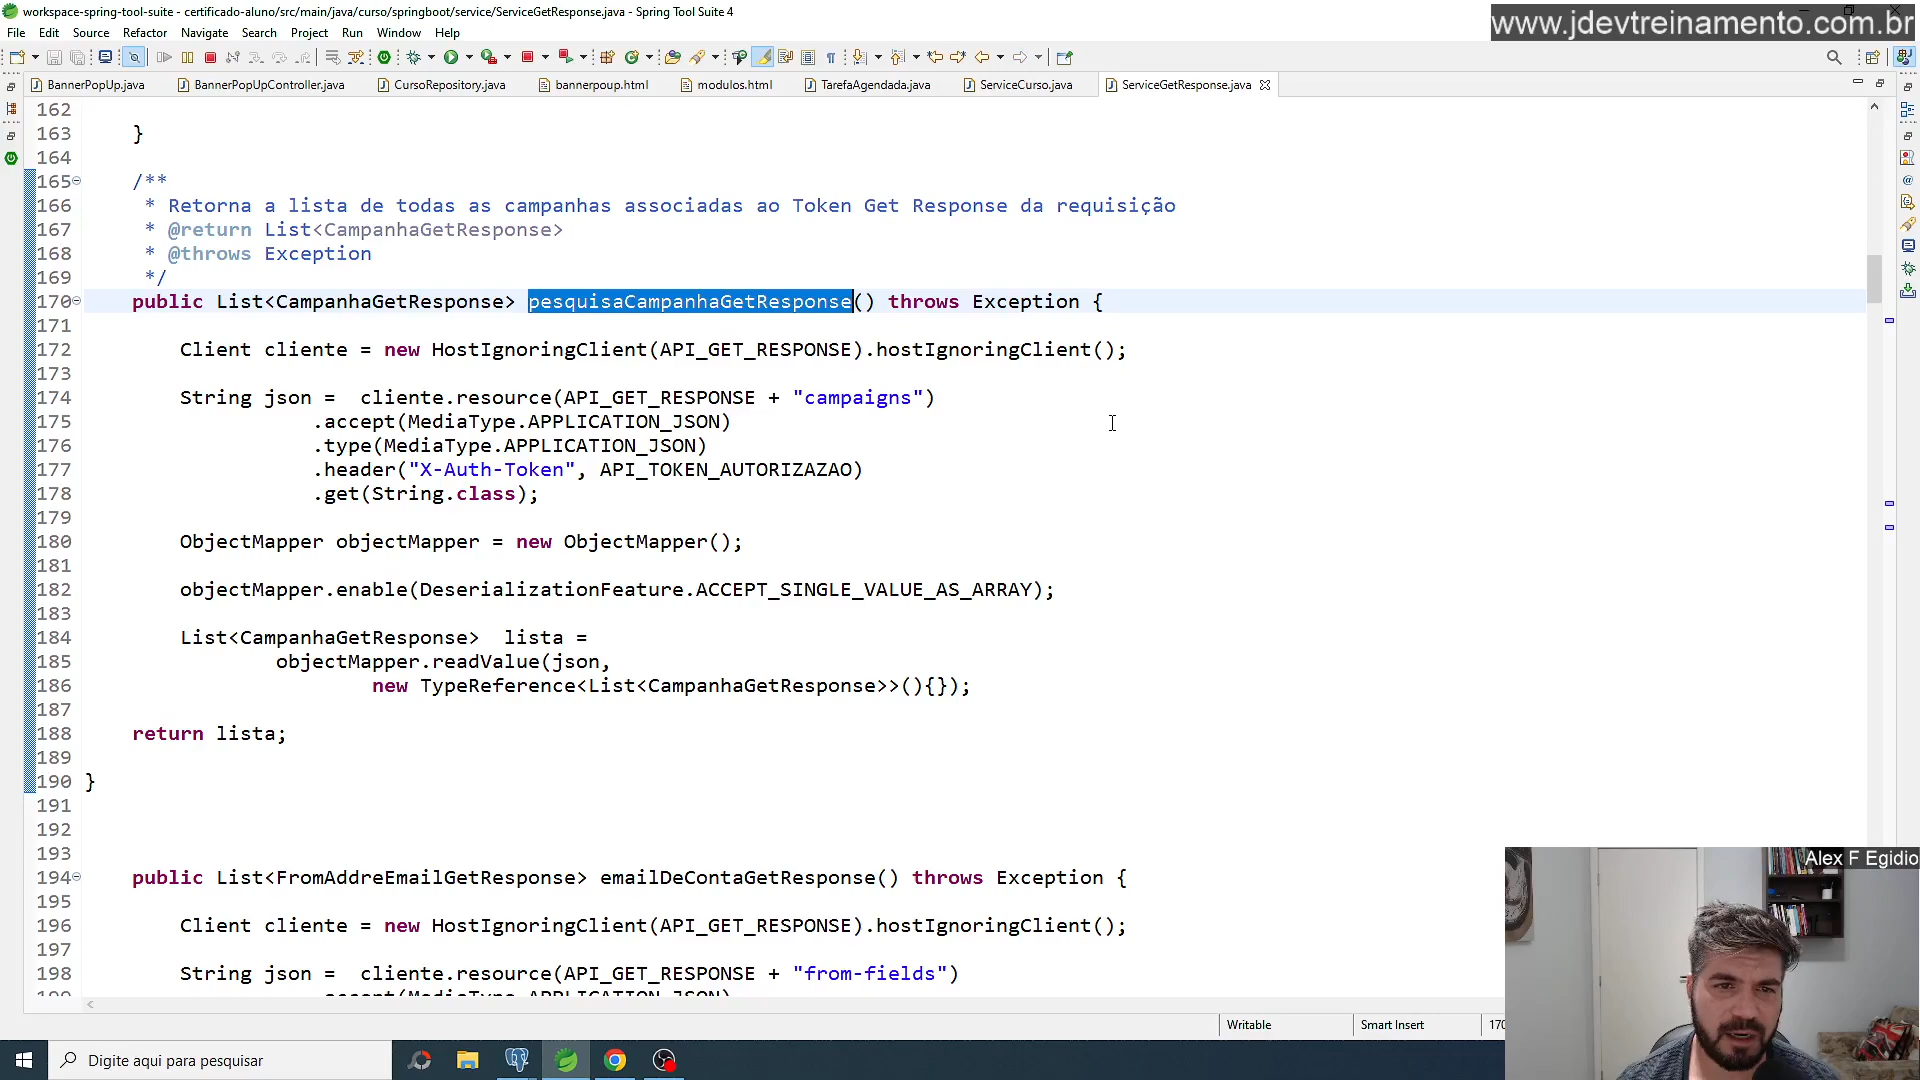 workspace-spring-tool-suite - certificado-aluno/src/main/java/curso/springboot/service/ServiceGetResponse.java - Spring Tool Suite 4
www.jdevtreinamento.com.br
File Edit Source Refactor Navigate Search Project Run Window Help
BannerPopUp.java BannerPopUpController.java CursoRepository.java bannerpoup.html modulos.html TarefaAgendada.java ServiceCurso.java ServiceGetResponse.java
162
163 }
164
165 /**
166 * Retorna a lista de todas as campanhas associadas ao Token Get Response da requisição
167 * @return List<CampanhaGetResponse>
168 * @throws Exception
169 */
170 public List<CampanhaGetResponse> pesquisaCampanhaGetResponse() throws Exception {
171
172 Client cliente = new HostIgnoringClient(API_GET_RESPONSE).hostIgnoringClient();
173
174 String json =  cliente.resource(API_GET_RESPONSE + "campaigns")
175 .accept(MediaType.APPLICATION_JSON)
176 .type(MediaType.APPLICATION_JSON)
177 .header("X-Auth-Token", API_TOKEN_AUTORIZAZAO)
178 .get(String.class);
179
180 ObjectMapper objectMapper = new ObjectMapper();
181
182 objectMapper.enable(DeserializationFeature.ACCEPT_SINGLE_VALUE_AS_ARRAY);
183
184 List<CampanhaGetResponse>  lista =
185 objectMapper.readValue(json,
186 new TypeReference<List<CampanhaGetResponse>>(){});
187
188 return lista;
189
190 }
191
192
193
194 public List<FromAddreEmailGetResponse> emailDeContaGetResponse() throws Exception {
195
196 Client cliente = new HostIgnoringClient(API_GET_RESPONSE).hostIgnoringClient();
197
198 String json =  cliente.resource(API_GET_RESPONSE + "from-fields")
199 .accept(MediaType.APPLICATION_JSON)
Alex F Egidio
Writable Smart Insert 170
Digite aqui para pesquisar